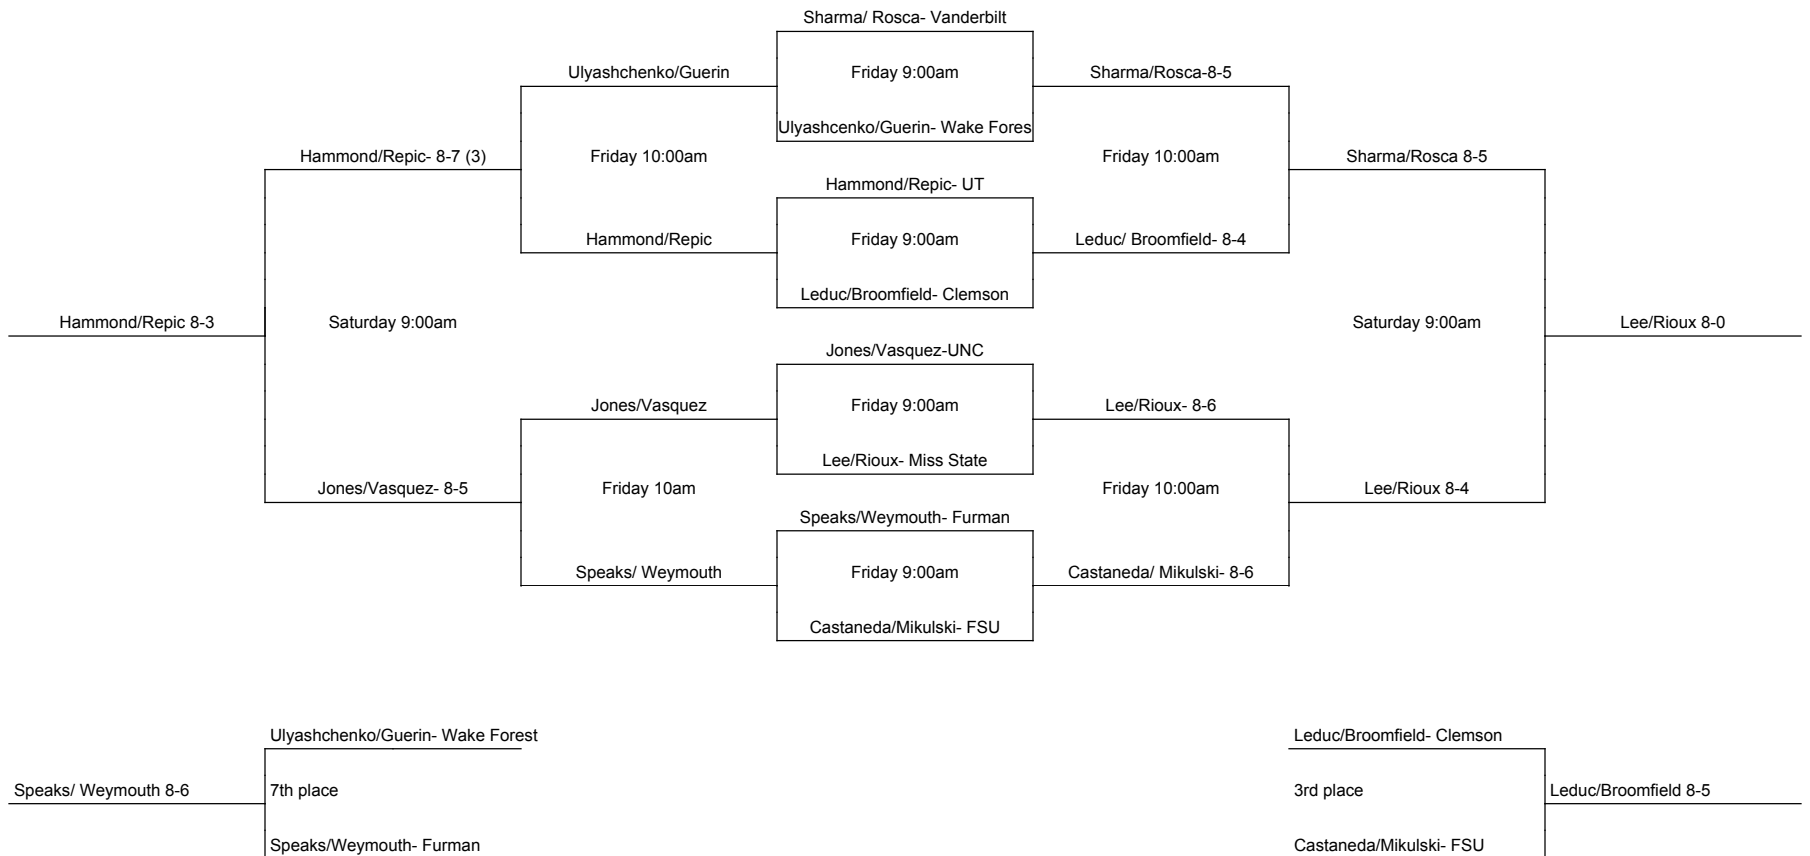 Sharma/ Rosca- Vanderbilt
Ulyashchenko/Guerin Friday 9:00am Sharma/Rosca-8-5
Ulyashcenko/Guerin- Wake Fores
Hammond/Repic- 8-7 (3) Friday 10:00am Friday 10:00am Sharma/Rosca 8-5
Hammond/Repic- UT
Hammond/Repic Friday 9:00am Leduc/ Broomfield- 8-4
Leduc/Broomfield- Clemson
Hammond/Repic 8-3 Saturday 9:00am Saturday 9:00am Lee/Rioux 8-0
Jones/Vasquez-UNC
Jones/Vasquez Friday 9:00am Lee/Rioux- 8-6
Lee/Rioux- Miss State
Jones/Vasquez- 8-5 Friday 10am Friday 10:00am Lee/Rioux 8-4
Speaks/Weymouth- Furman
Speaks/ Weymouth Friday 9:00am Castaneda/ Mikulski- 8-6
Castaneda/Mikulski- FSU
Ulyashchenko/Guerin- Wake Forest Leduc/Broomfield- Clemson
Speaks/ Weymouth 8-6 7th place 3rd place Leduc/Broomfield 8-5
Speaks/Weymouth- Furman Castaneda/Mikulski- FSU